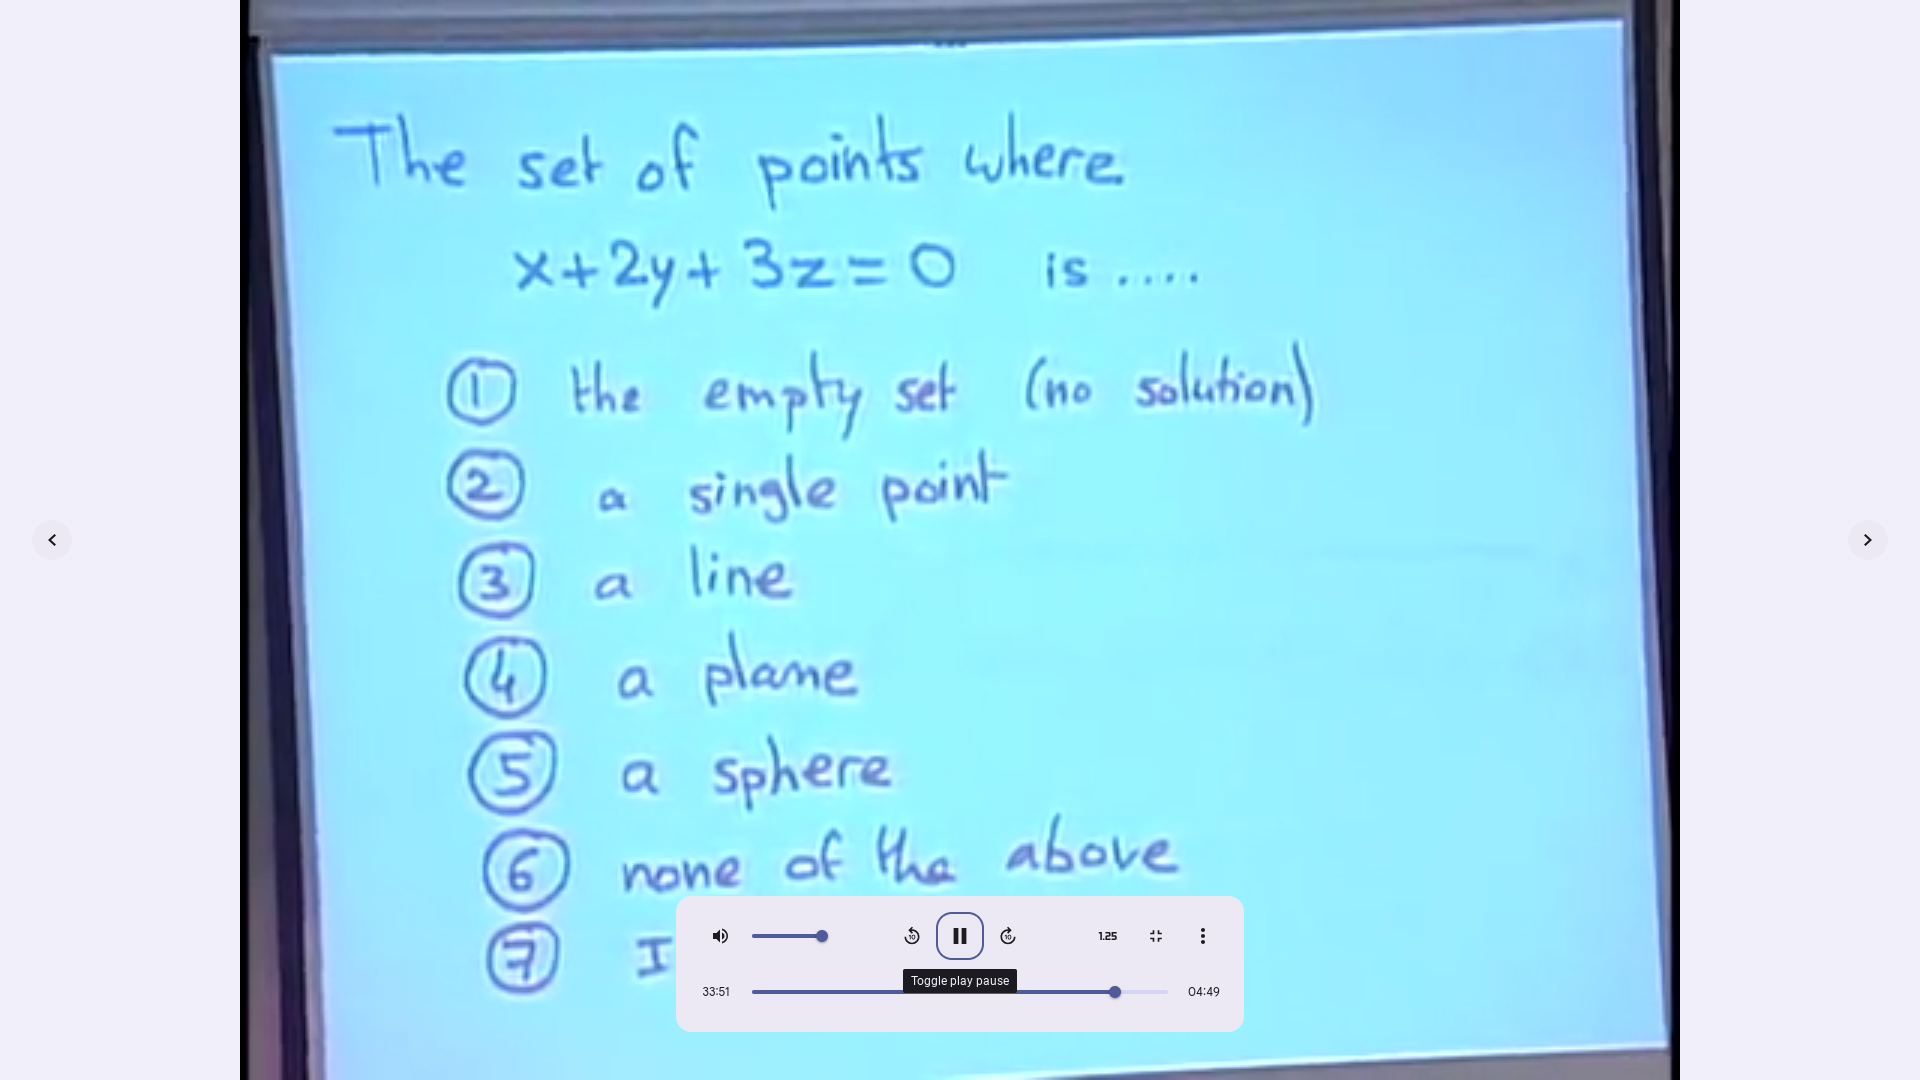 The set of points where
x+2y+3z=0 is ....
① the empty set (no solution)
② a single point
③ a line
④ a plane
⑤ a sphere
⑥ none of the above
⑦ I
10 10 1.25
Toggle play pause
33:51 04:49